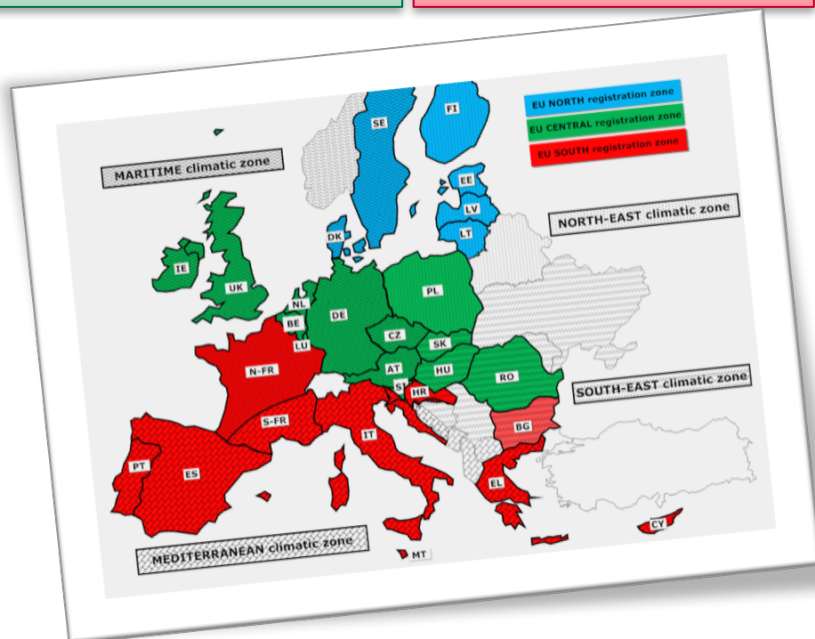 EU NORTH registration zone
EU CENTRAL registration zone
EU SOUTH registration zone
SE
FI
MARITIME climatic zone
EE
LV
LT
NORTH-EAST climatic zone
DK
IE
UK
NL
BE
LU
DE
PL
CZ
SK
AT
HU
SI
HR
RO
N-FR
S-FR
IT
BG
SOUTH-EAST climatic zone
PT
ES
EL
CY
MEDITERRANEAN climatic zone
MT